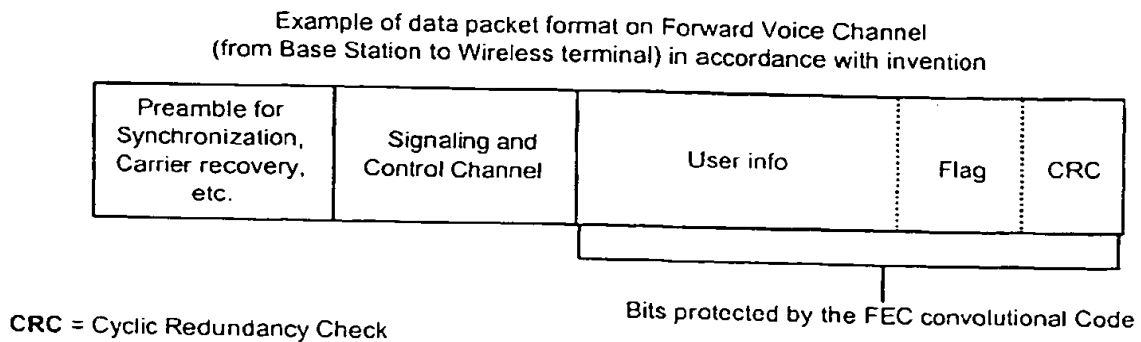 Example of data packet format on Forward Voice Channel
(from Base Station to Wireless terminal) in accordance with invention
Preamble for
Synchronization,
Carrier recovery,
etc.
Signaling and
Control Channel
User info
Flag
CRC
Bits protected by the FEC convolutional Code
CRC = Cyclic Redundancy Check